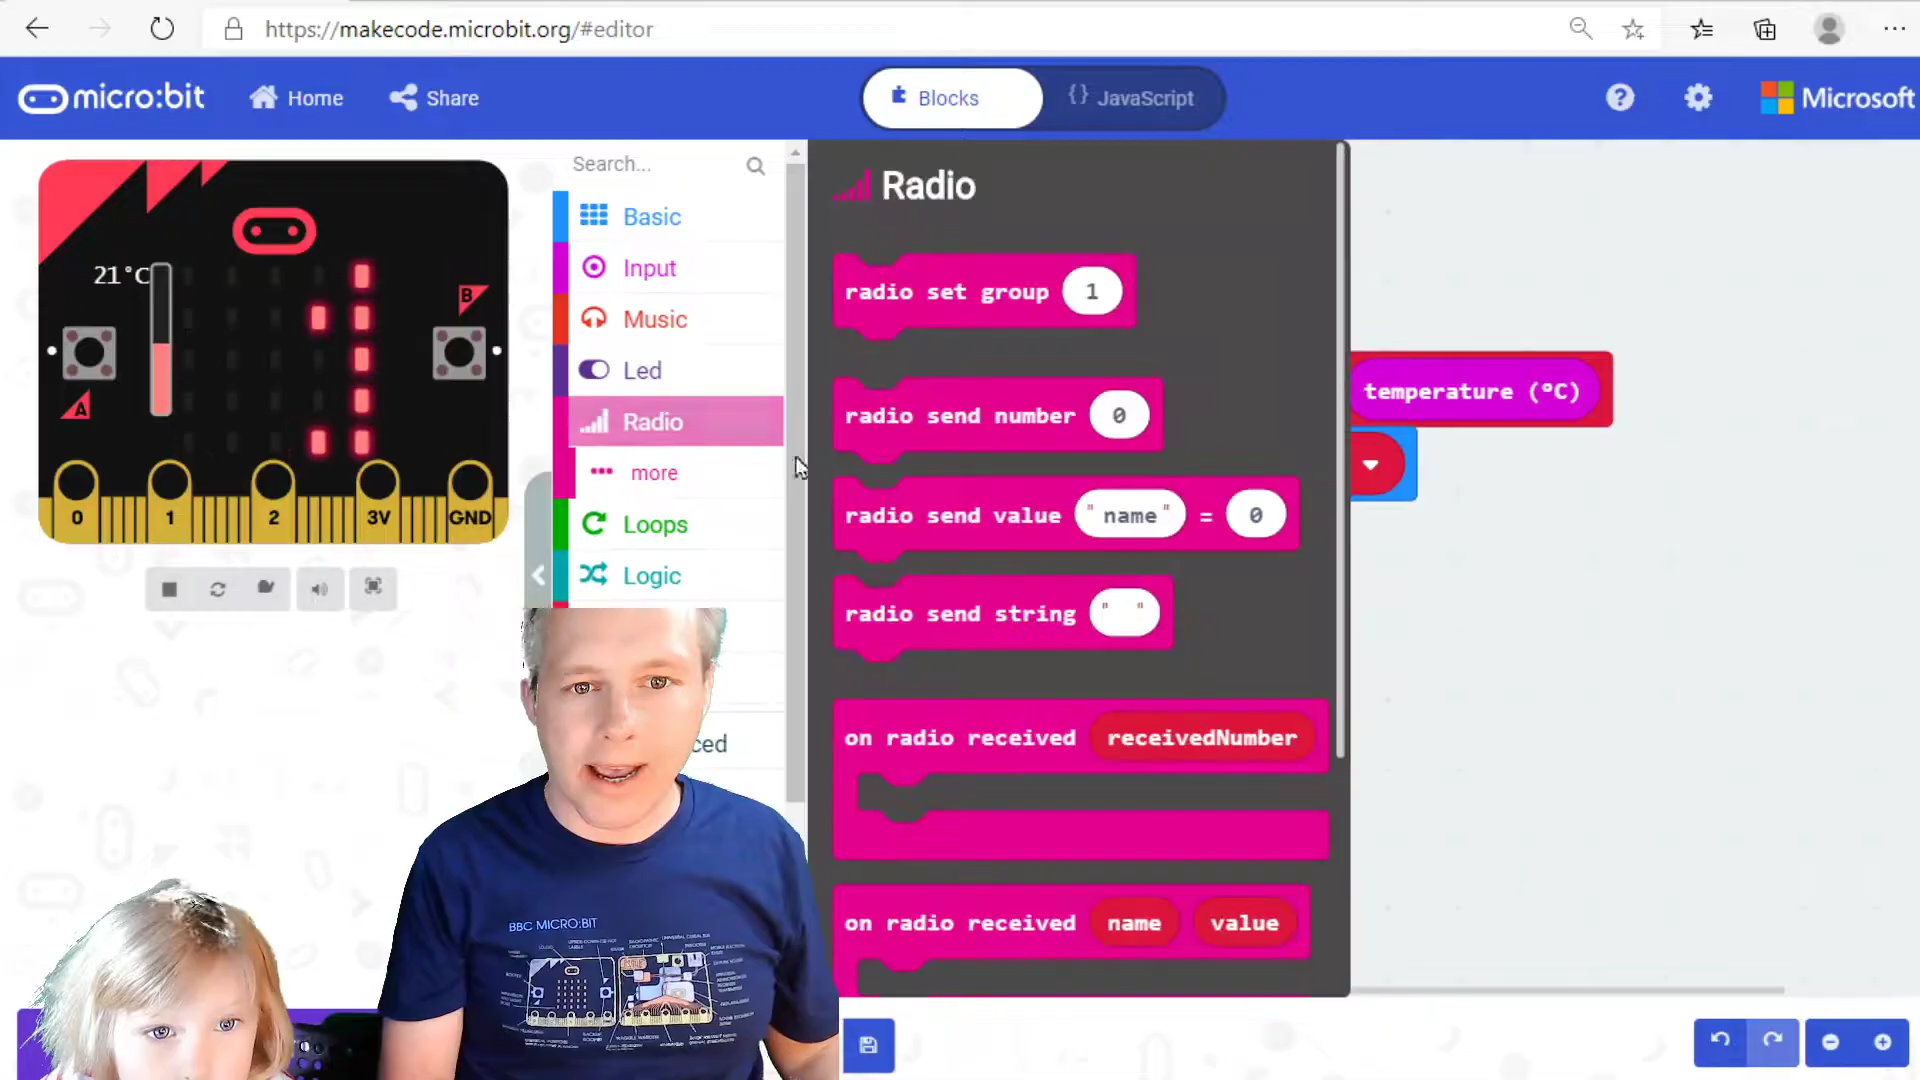 https://makecode.microbit.org/#editor
micro:bit
Home
Share
Blocks
{} JavaScript
Microsoft
21°C
B
A
0
1
2
3V
GND
Search...
Basic
Input
Music
Led
Radio
more
Loops
Logic
ced
Radio
radio set group 1
radio send number 0
radio send value "name" = 0
radio send string " "
on radio received receivedNumber
on radio received name value
temperature (°C)
BBC MICRO:BIT